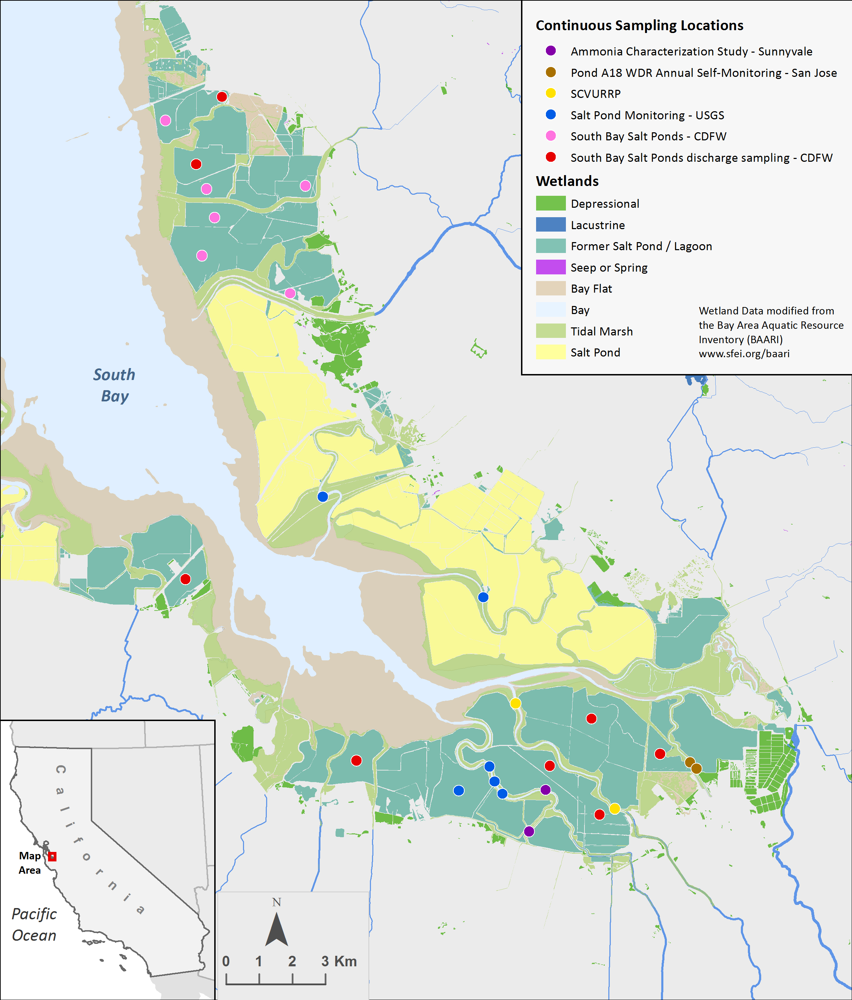 Continuous Sampling Locations
Ammonia Characterization Study - Sunnyvale
Pond A18 WDR Annual Self-Monitoring - San Jose
SCVURRP
Salt Pond Monitoring - USGS
South Bay Salt Ponds - CDFW
South Bay Salt Ponds discharge sampling - CDFW
Wetlands
Depressional
Lacustrine
Former Salt Pond / Lagoon
Seep or Spring
Bay Flat
Bay
Tidal Marsh
Salt Pond
Wetland Data modified from
the Bay Area Aquatic Resource
Inventory (BAARI)
www.sfei.org/baari
South
Bay
California
Map
Area
Pacific
Ocean
N
0 1 2 3 Km